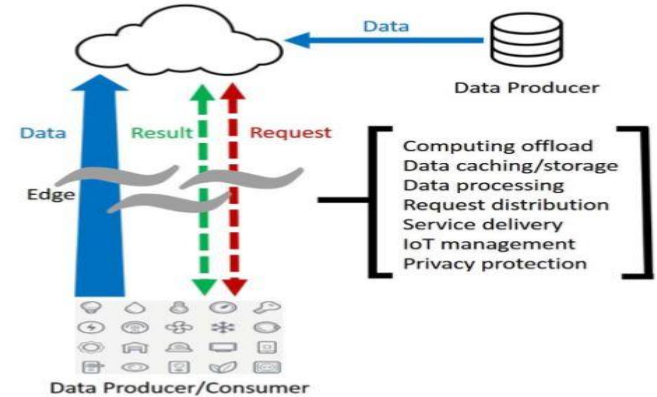 Data
Data Producer
Data
Result
Request
Edge
Computing offload
Data caching/storage
Data processing
Request distribution
Service delivery
IoT management
Privacy protection
Data Producer/Consumer